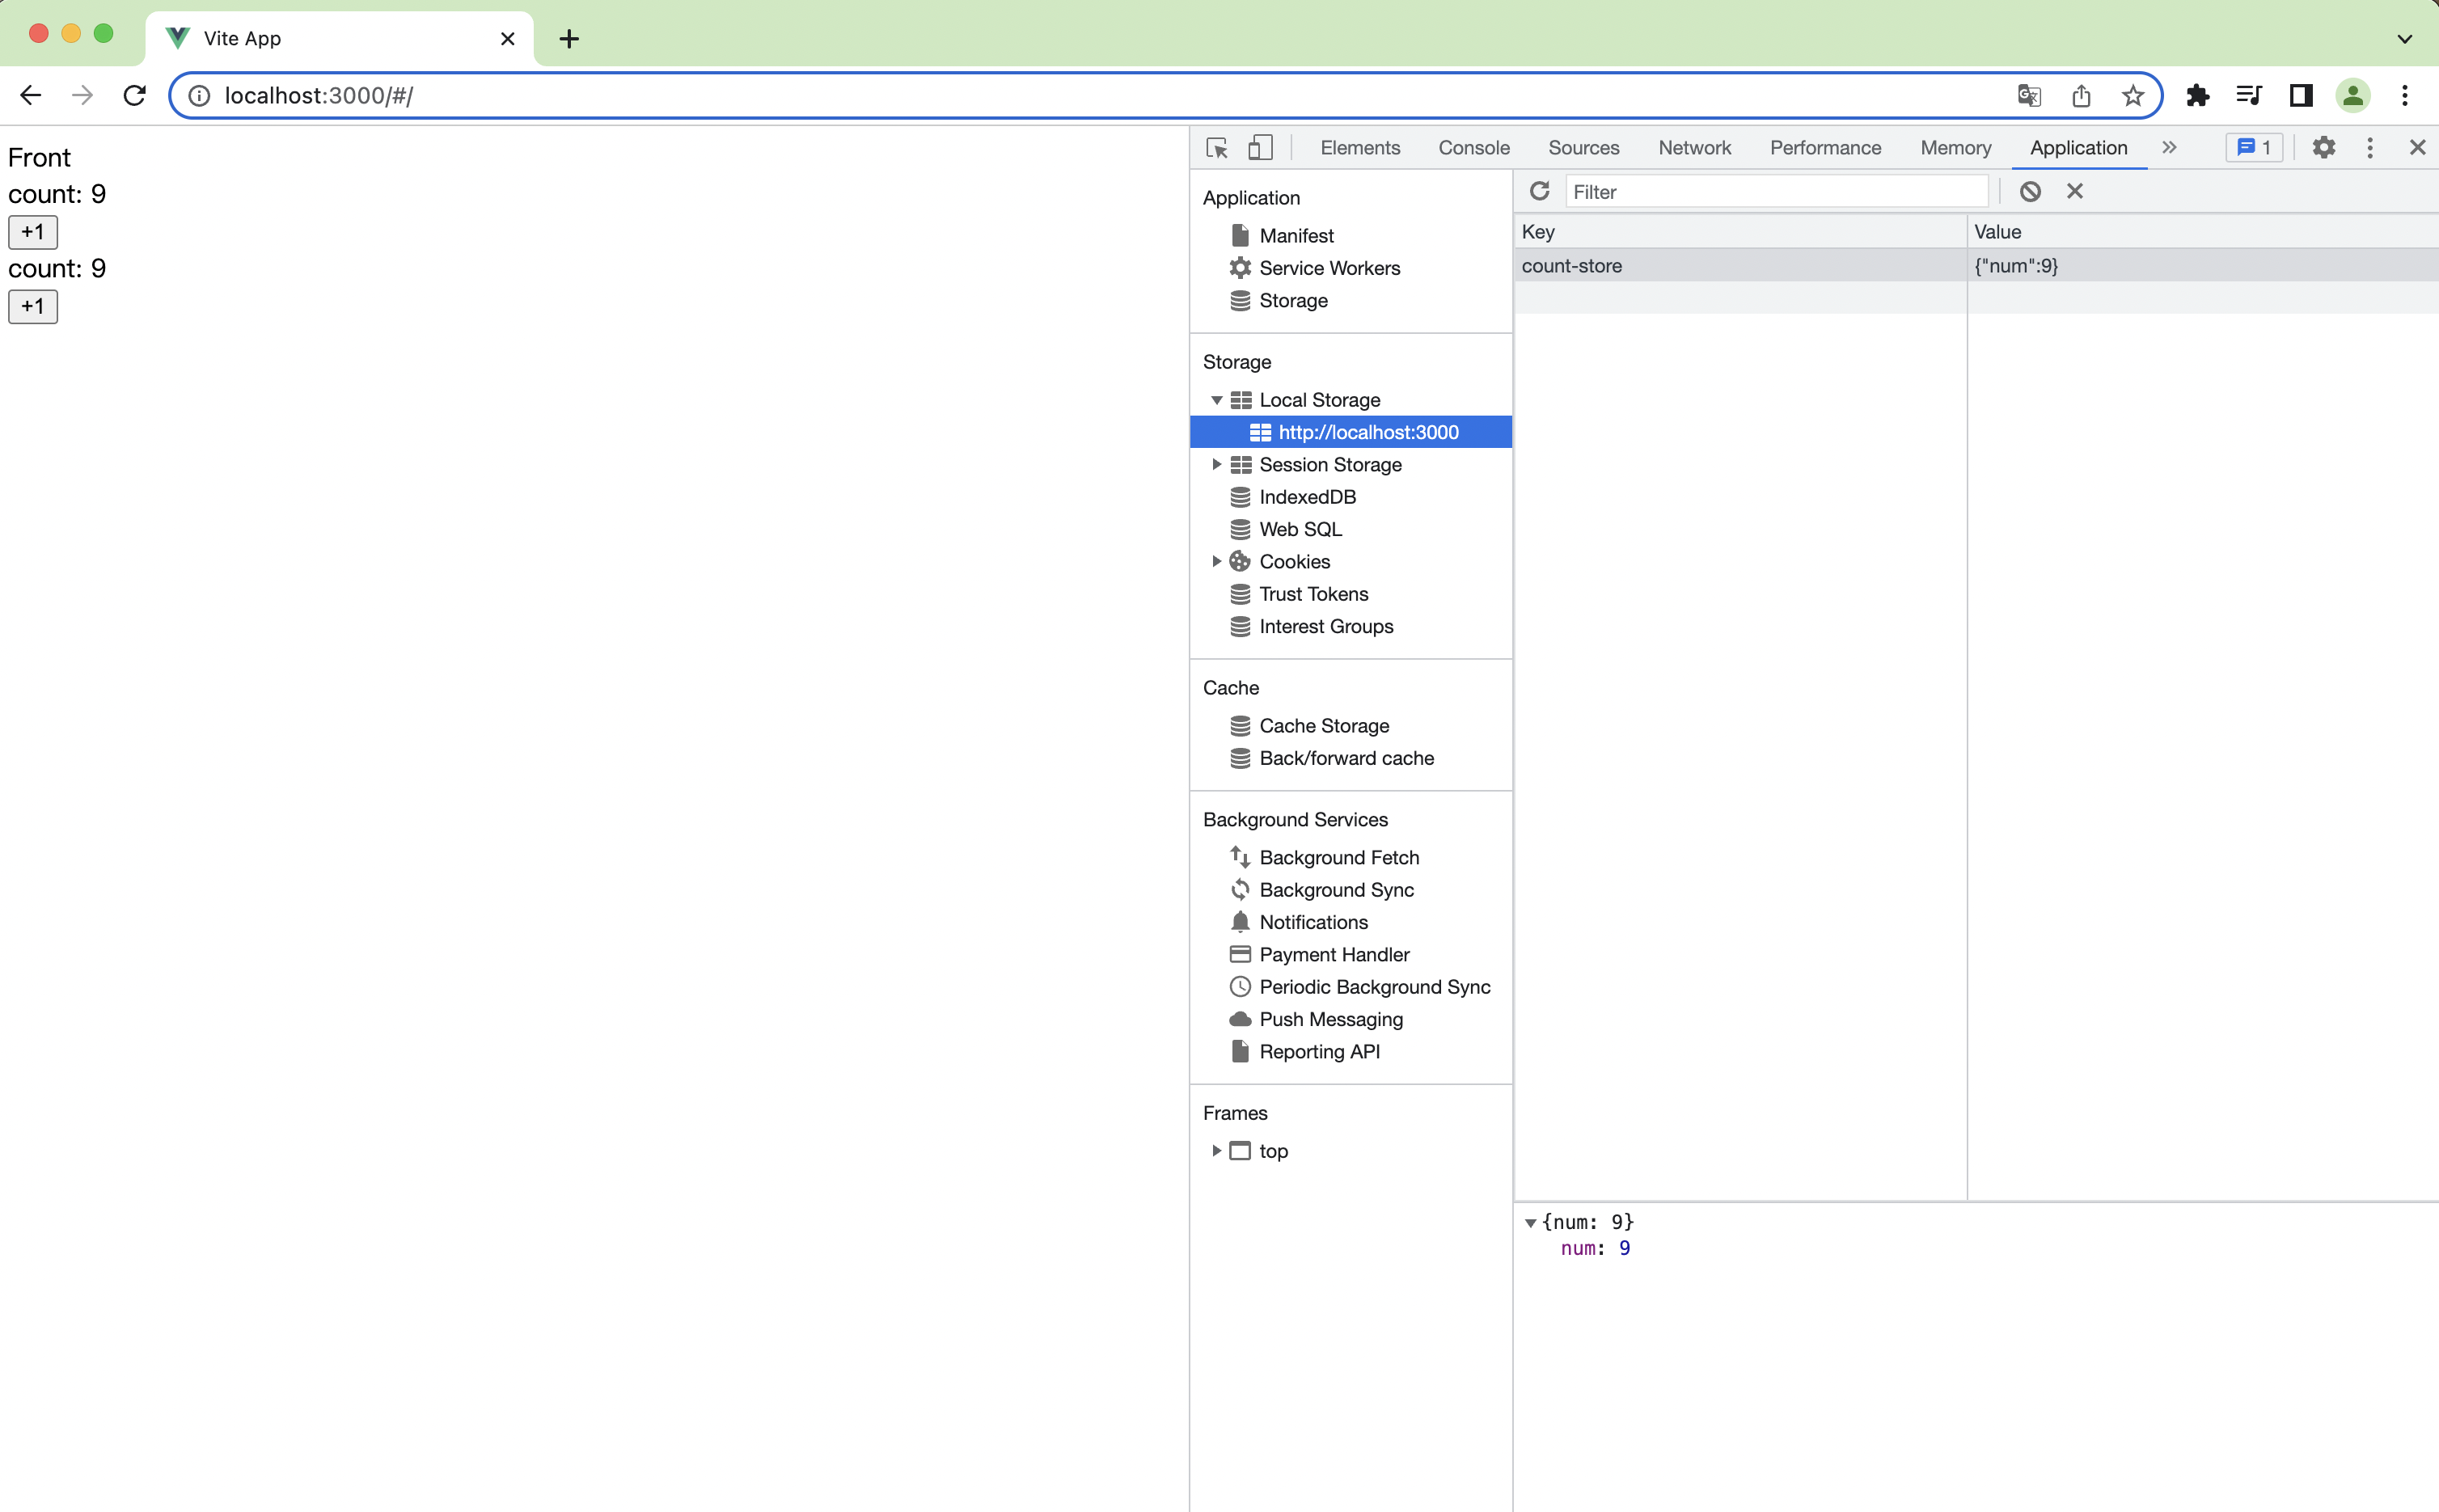 Vite App
localhost:3000/#/
Front
count: 9
+1
count: 9
+1
Elements Console Sources Network Performance Memory Application 1
Application
Manifest
Service Workers
Storage
Storage
Local Storage
http://localhost:3000
Session Storage
IndexedDB
Web SQL
Cookies
Trust Tokens
Interest Groups
Cache
Cache Storage
Back/forward cache
Background Services
Background Fetch
Background Sync
Notifications
Payment Handler
Periodic Background Sync
Push Messaging
Reporting API
Frames
top
Filter
Key Value
count-store {"num":9}
{num: 9}
num: 9